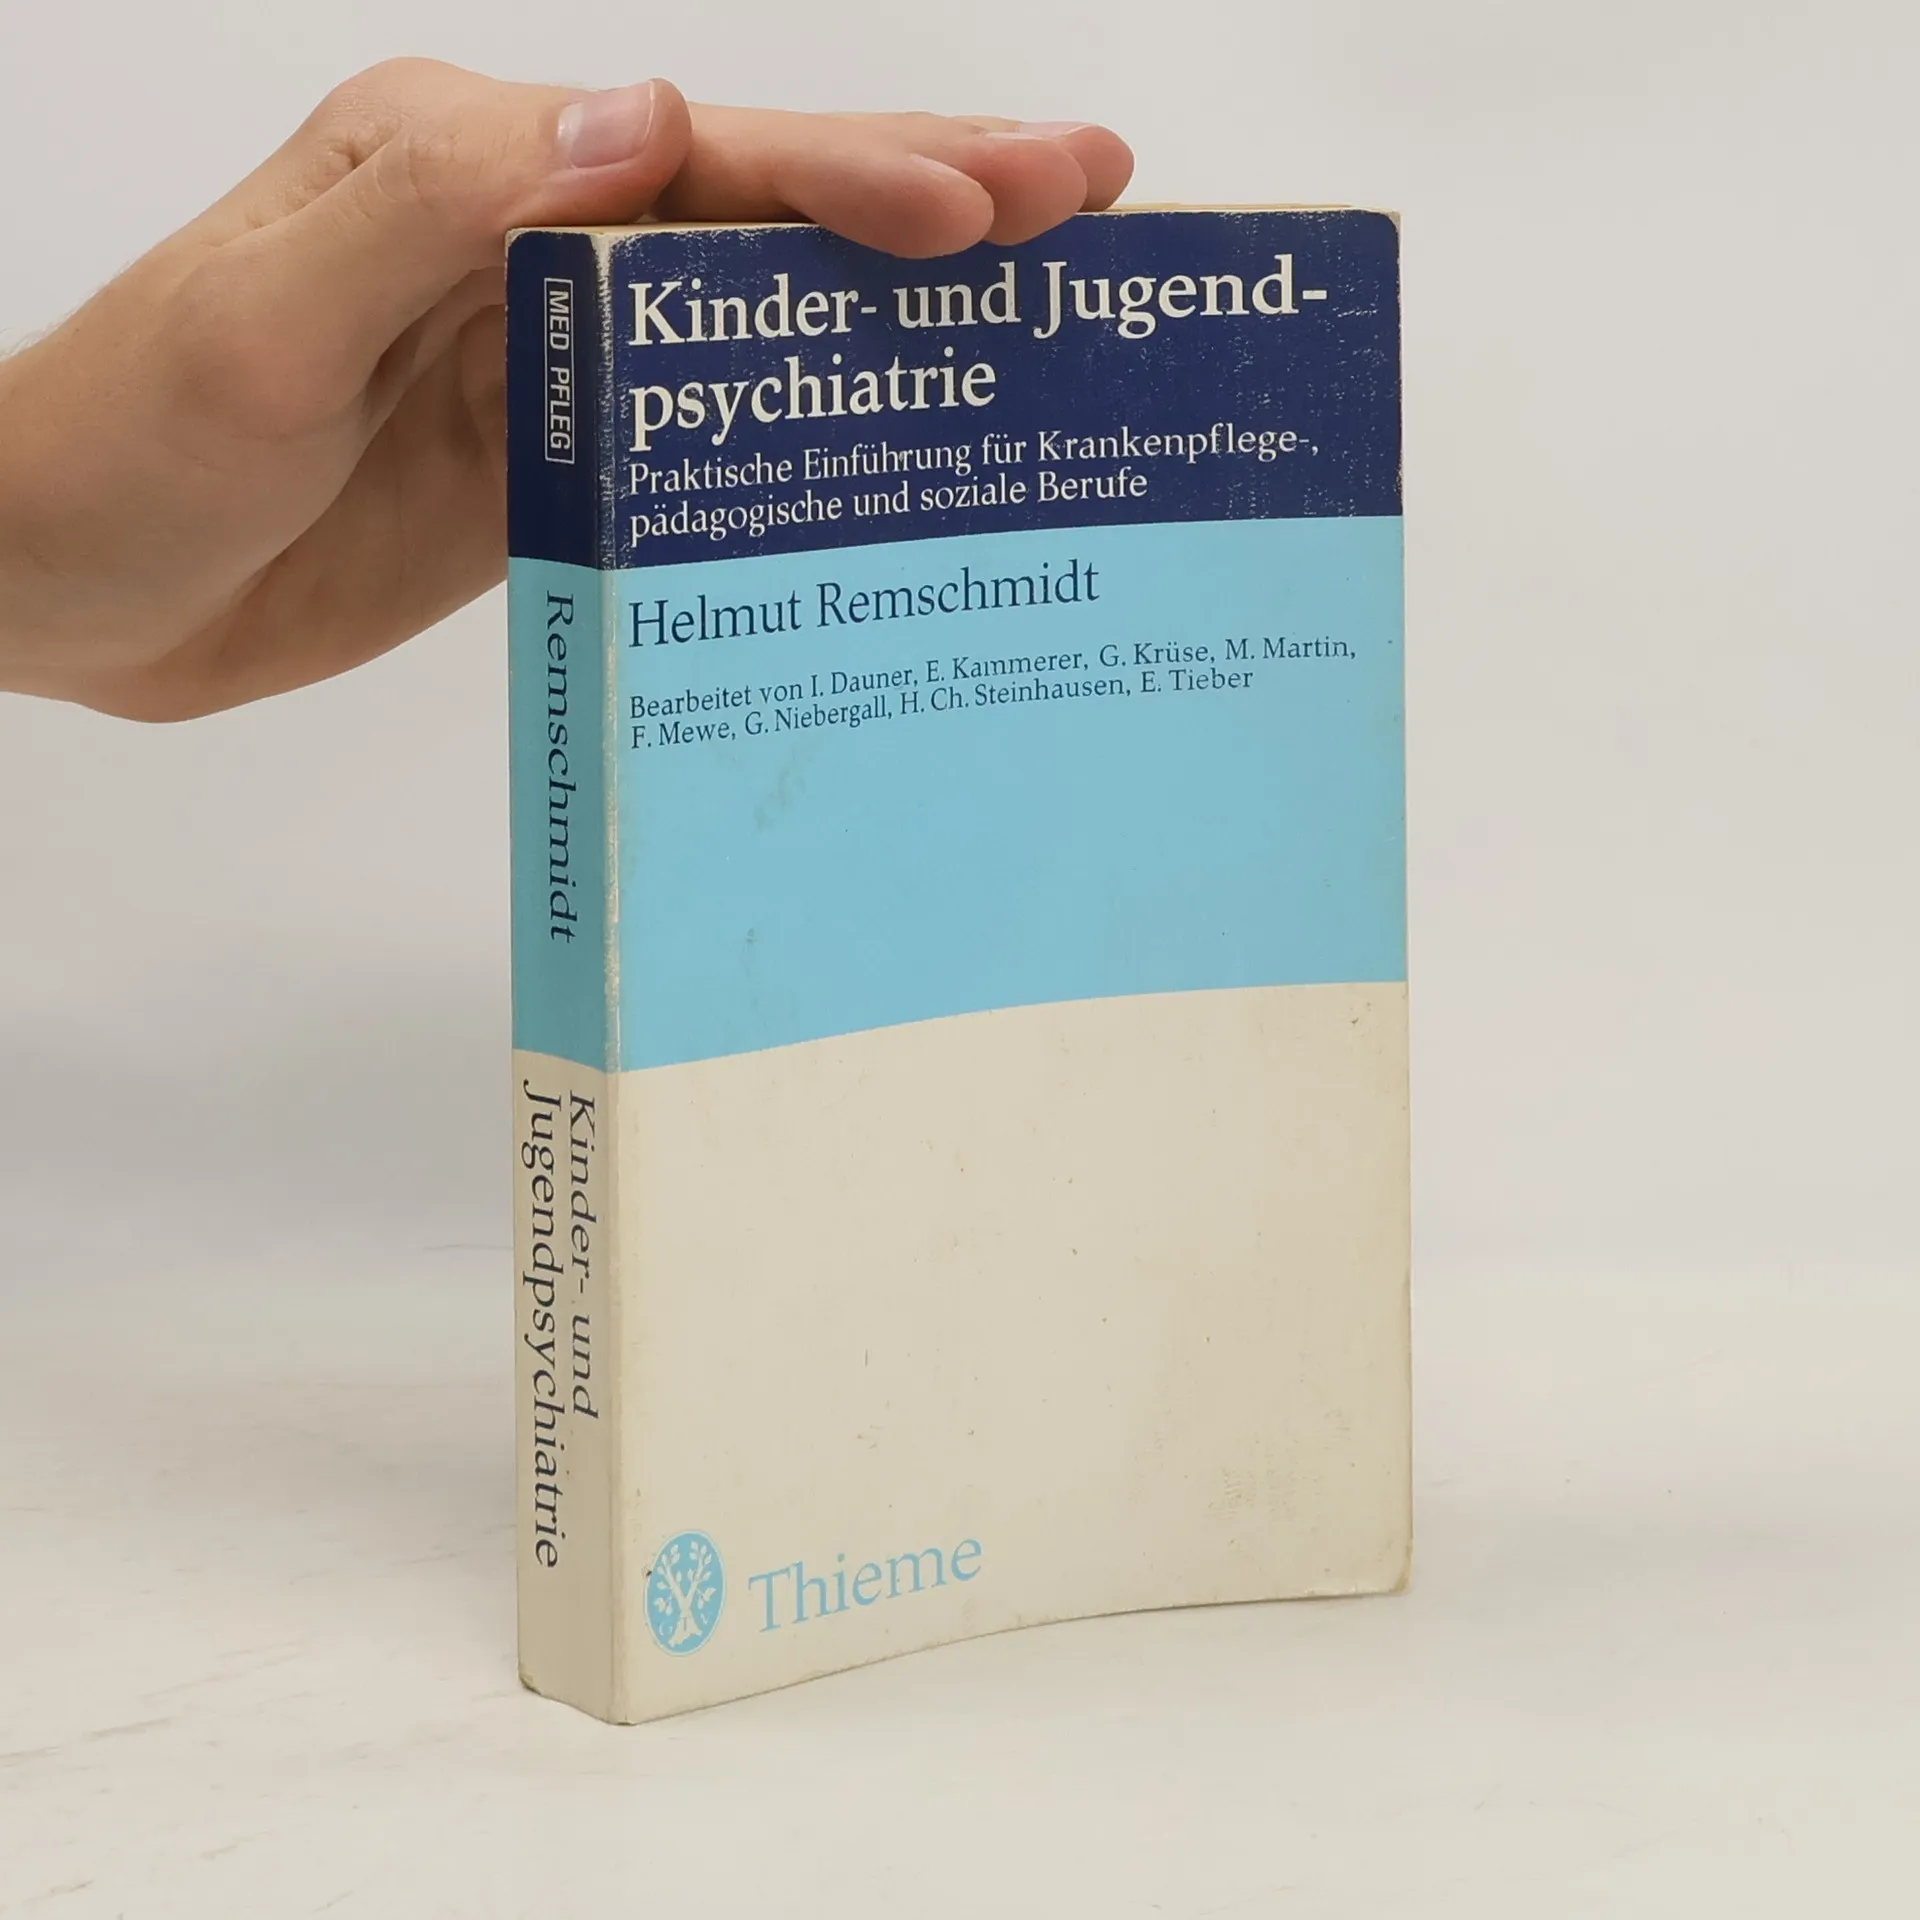 MED PFLEG
Remschmidt
Kinder- und
Jugendpsychiatrie
Kinder- und Jugend-
psychiatrie
Praktische Einführung für Krankenpflege-,
pädagogische und soziale Berufe
Helmut Remschmidt
Bearbeitet von I. Dauner, E. Kammerer, G. Krüse, M. Martin,
F. Mewe, G. Niebergall, H. Ch. Steinhausen, E. Tieber
Thieme